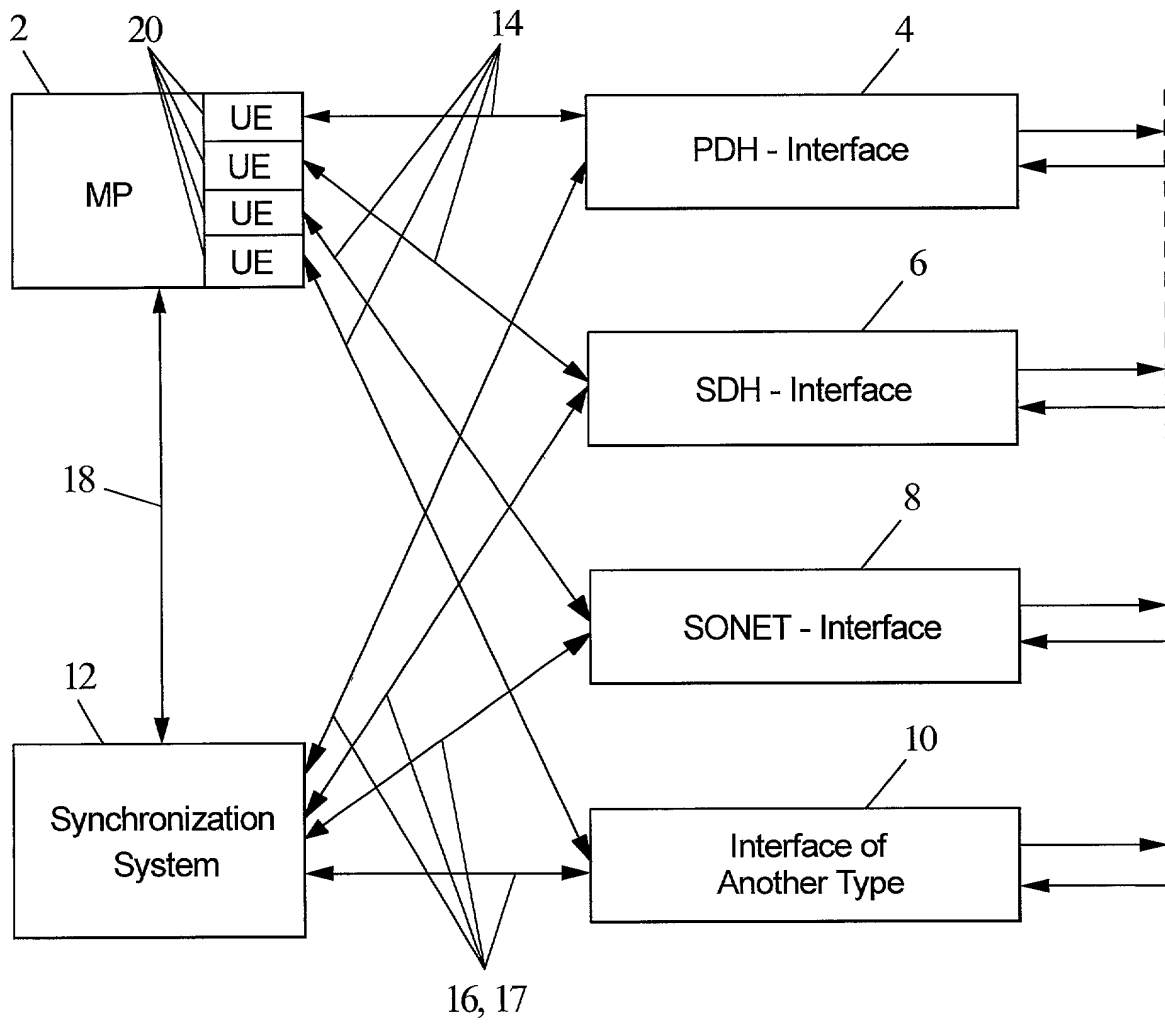 2
20
14
4
MP
UE
UE
UE
UE
PDH - Interface
6
SDH - Interface
18
8
SONET - Interface
12
10
Synchronization
System
Interface of
Another Type
16, 17